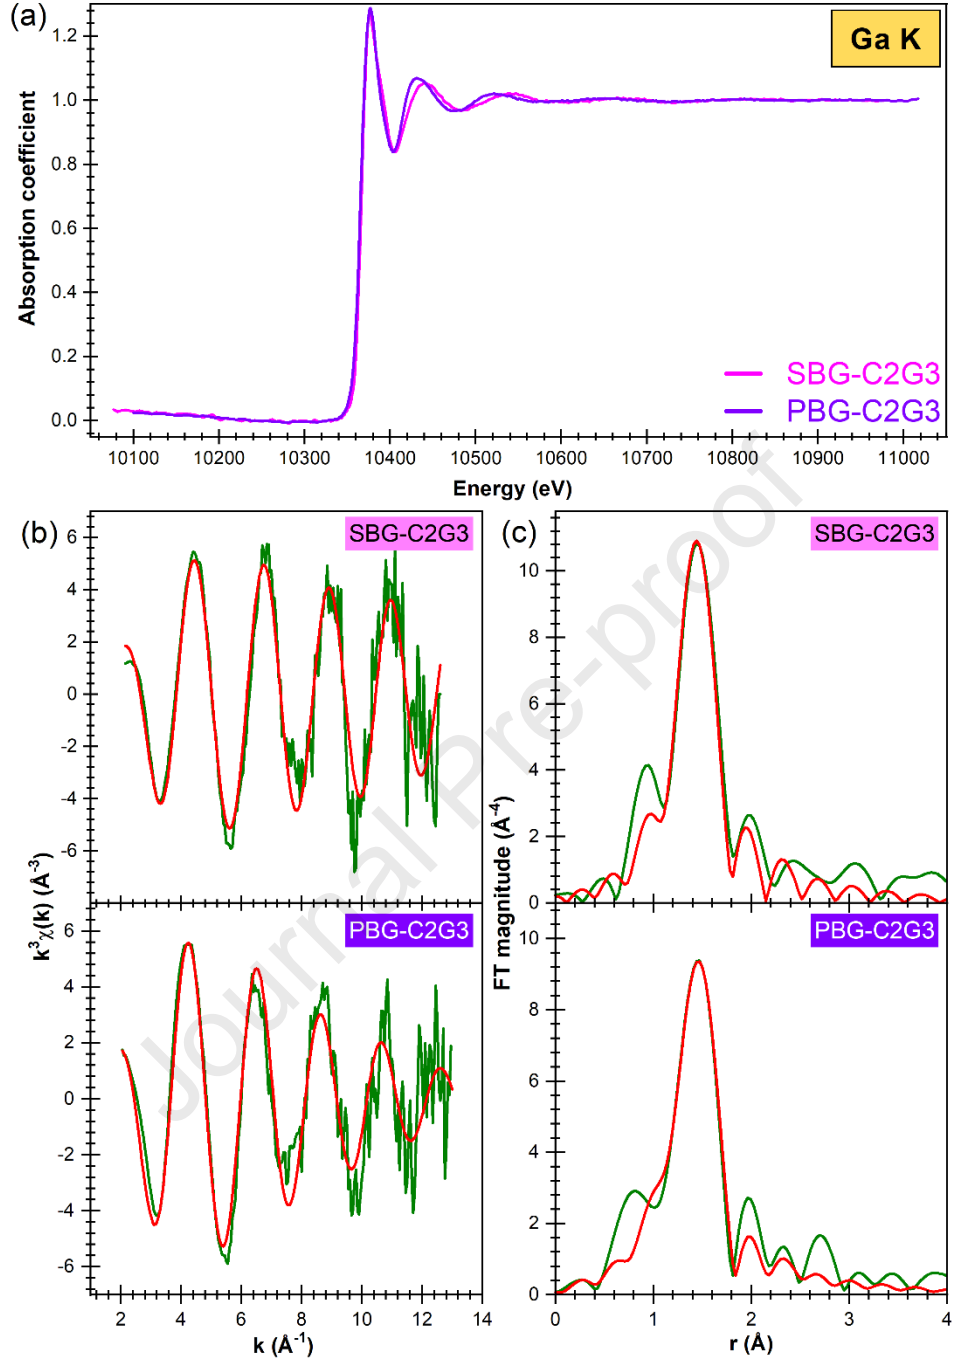 (a)
Ga K
Absorption coefficient
1.2
1.0
0.8
0.6
0.4
0.2
0.0
SBG-C2G3
PBG-C2G3
10100 10200 10300 10400 10500 10600 10700 10800 10900 11000
Energy (eV)
(b)
SBG-C2G3
6
4
2
0
-2
-4
-6
PBG-C2G3
6
4
2
0
-2
-4
-6
k³χ(k) (Å⁻³)
2 4 6 8 10 12 14
k (Å⁻¹)
(c)
SBG-C2G3
10
8
6
4
2
0
PBG-C2G3
10
8
6
4
2
0
FT magnitude (Å⁻⁴)
0 1 2 3 4
r (Å)
Journal Pre-proof